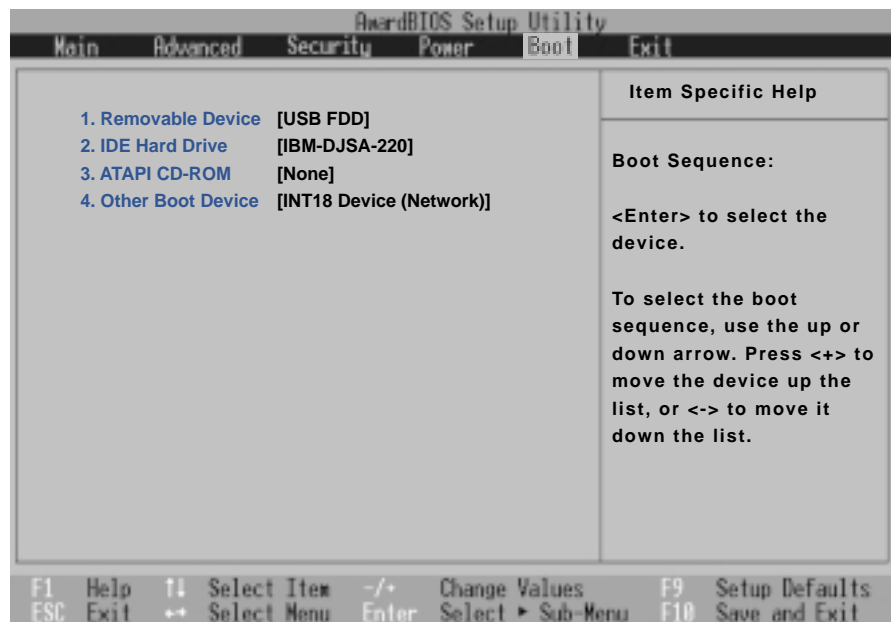 AwardBIOS Setup Utility
Main Advanced Security Power Boot Exit
1. Removable Device [USB FDD]
2. IDE Hard Drive [IBM-DJSA-220]
3. ATAPI CD-ROM [None]
4. Other Boot Device [INT18 Device (Network)]
Item Specific Help
Boot Sequence:
<Enter> to select the
device.
To select the boot
sequence, use the up or
down arrow. Press <+> to
move the device up the
list, or <-> to move it
down the list.
F1 Help ↑↓ Select Item -/+ Change Values F9 Setup Defaults
ESC Exit ←→ Select Menu Enter Select ▸ Sub-Menu F10 Save and Exit